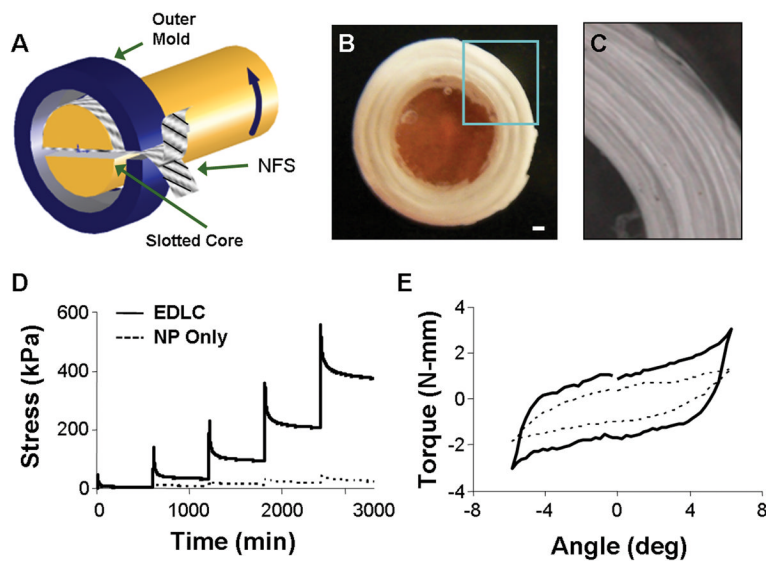 A
Outer
Mold
NFS
Slotted Core
B
C
D
Stress (kPa)
600
400
200
0
EDLC
NP Only
0
1000
2000
3000
Time (min)
E
Torque (N-mm)
4
2
0
-2
-4
-8
-4
0
4
8
Angle (deg)